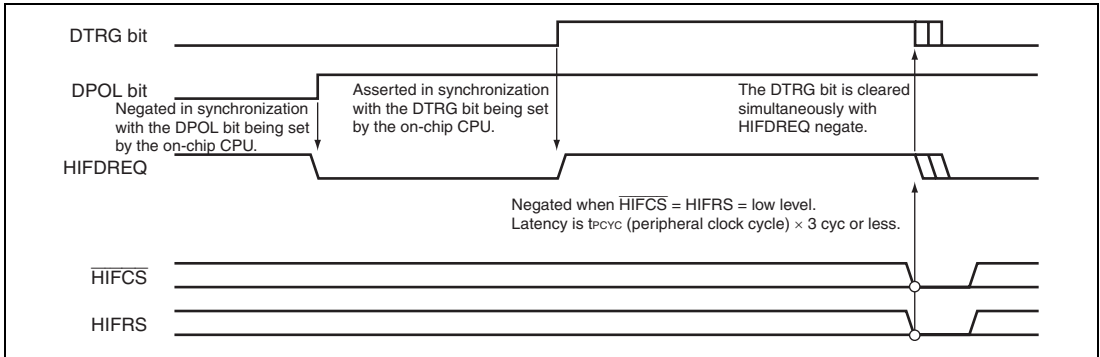 DTRG bit
DPOL bit
Negated in synchronization
with the DPOL bit being set
by the on-chip CPU.
Asserted in synchronization
with the DTRG bit being set
by the on-chip CPU.
The DTRG bit is cleared
simultaneously with
HIFDREQ negate.
HIFDREQ
Negated when HIFCS = HIFRS = low level.
Latency is tPCYC (peripheral clock cycle) × 3 cyc or less.
HIFCS
HIFRS